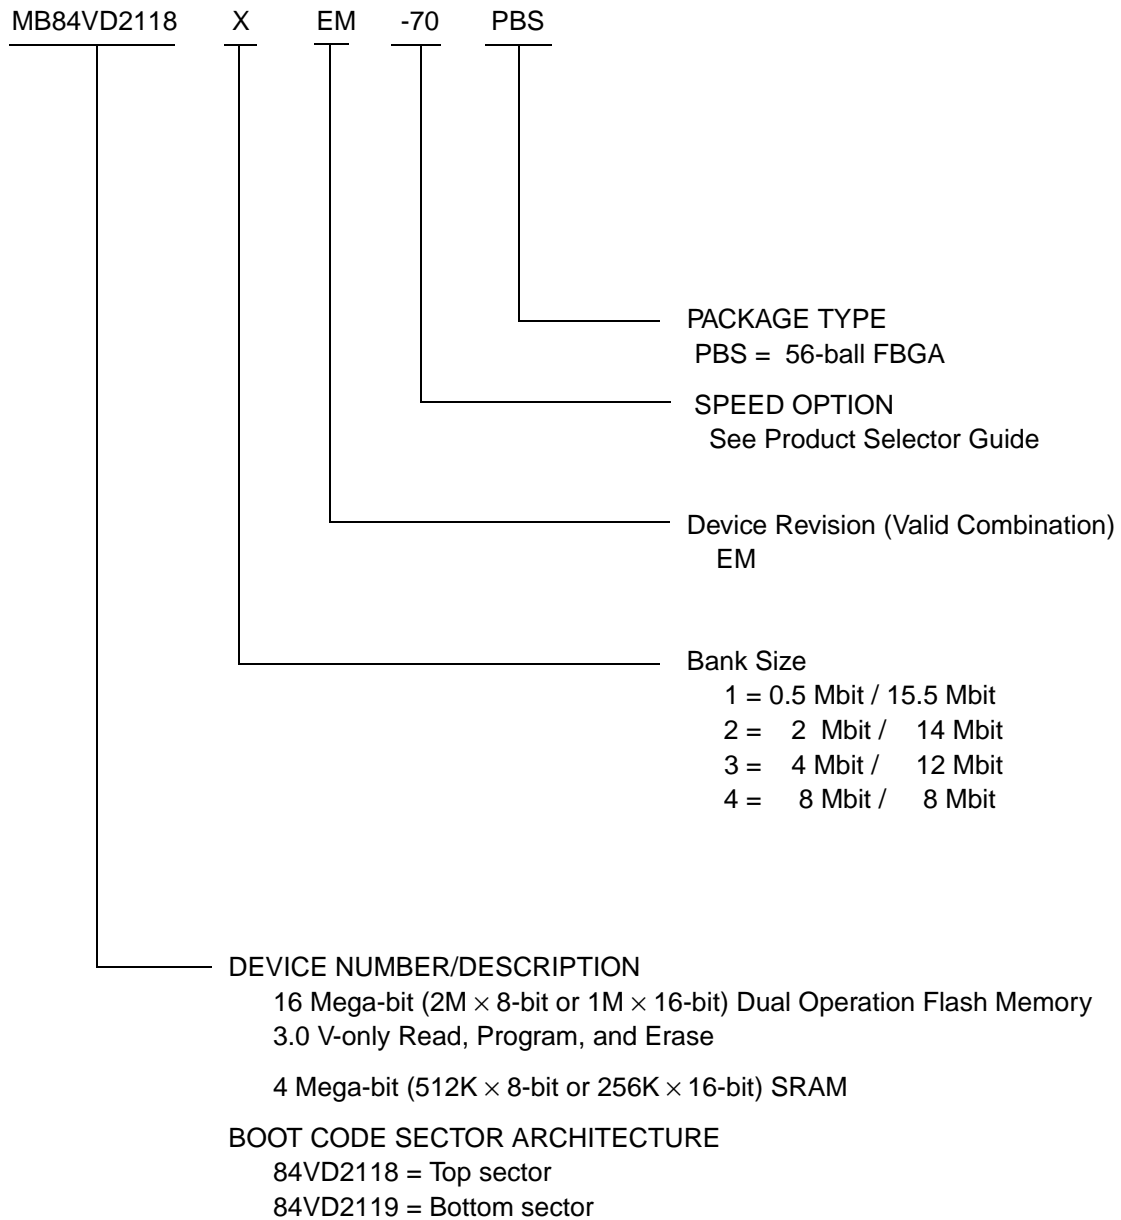 MB84VD2118 X EM -70 PBS
PACKAGE TYPE
PBS = 56-ball FBGA
SPEED OPTION
See Product Selector Guide
Device Revision (Valid Combination)
EM
Bank Size
1 = 0.5 Mbit / 15.5 Mbit
2 = 2 Mbit / 14 Mbit
3 = 4 Mbit / 12 Mbit
4 = 8 Mbit / 8 Mbit
DEVICE NUMBER/DESCRIPTION
16 Mega-bit (2M × 8-bit or 1M × 16-bit) Dual Operation Flash Memory
3.0 V-only Read, Program, and Erase
4 Mega-bit (512K × 8-bit or 256K × 16-bit) SRAM
BOOT CODE SECTOR ARCHITECTURE
84VD2118 = Top sector
84VD2119 = Bottom sector